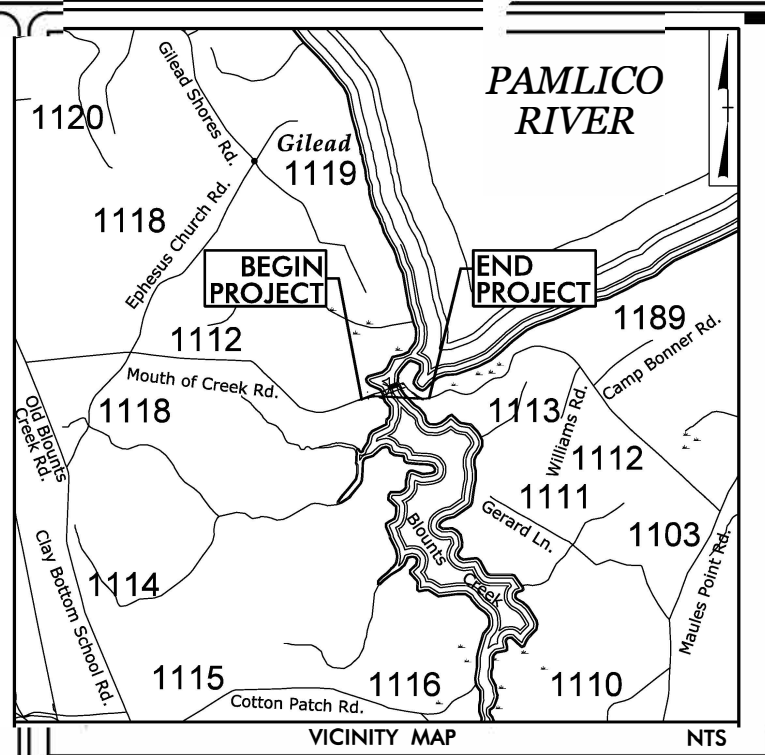 PAMLICO
RIVER
Gilead Shores Rd.
1120
Gilead
1119
1118
Ephesus Church Rd.
BEGIN
PROJECT
END
PROJECT
1189
Camp Bonner Rd.
1112
Mouth of Creek Rd.
1118
Old Blounts
Creek Rd.
1113
Williams Rd.
1112
1111
Gerard Ln.
1103
Maules Point Rd.
Blounts
Creek
Clay Bottom School Rd.
1114
1115
Cotton Patch Rd.
1116
1110
VICINITY MAP
NTS